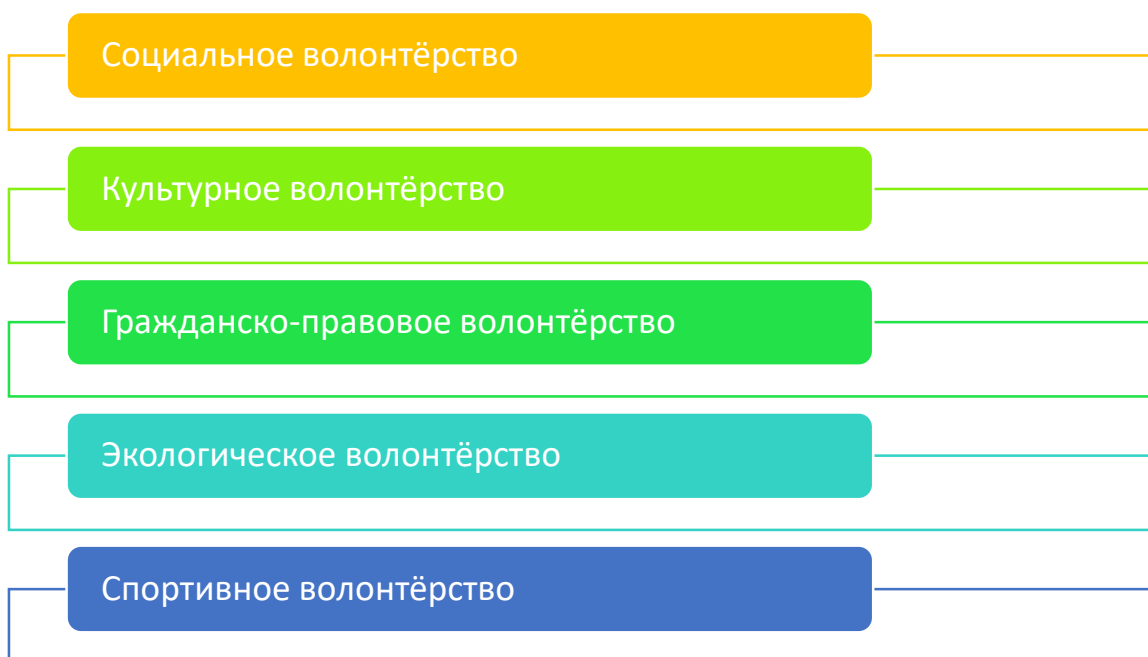 Социальное волонтёрство
Культурное волонтёрство
Гражданско-правовое волонтёрство
Экологическое волонтёрство
Спортивное волонтёрство